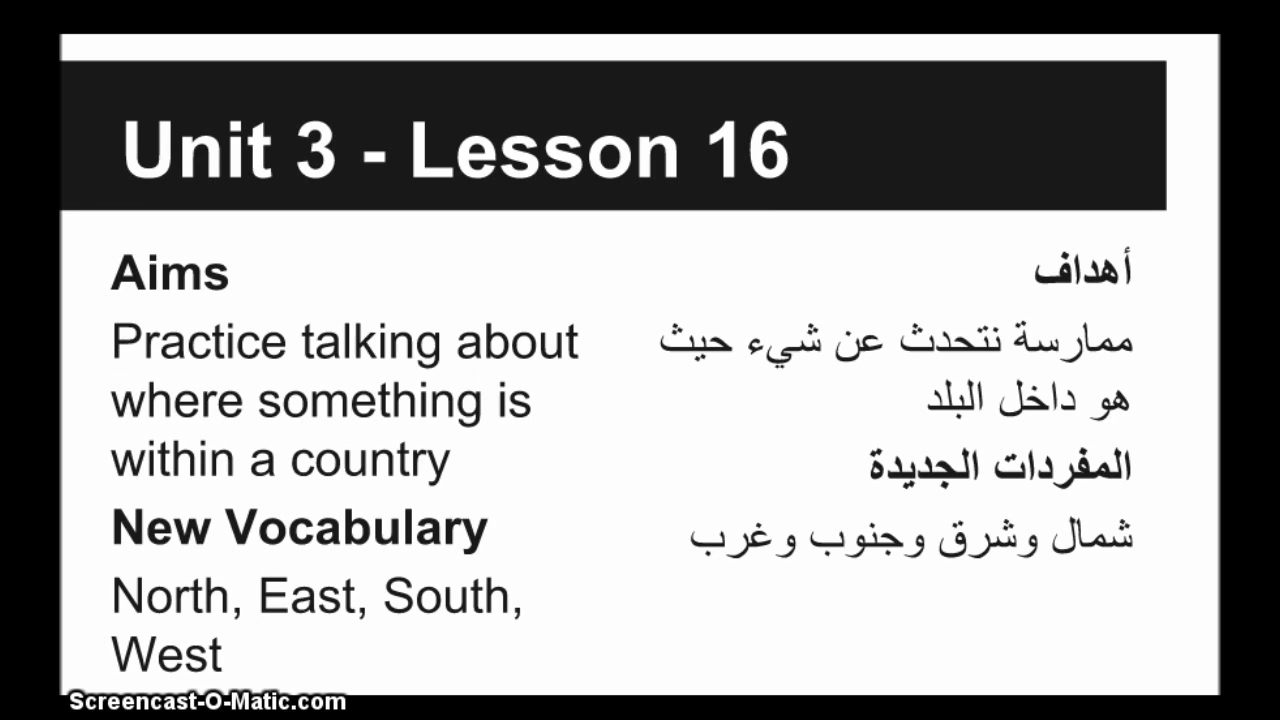 Unit 3 - Lesson 16
Aims
Practice talking about
where something is
within a country
New Vocabulary
North, East, South,
West
أهداف
ممارسة نتحدث عن شيء حيث
هو داخل البلد
المفردات الجديدة
شمال وشرق وجنوب وغرب
Screencast-O-Matic.com